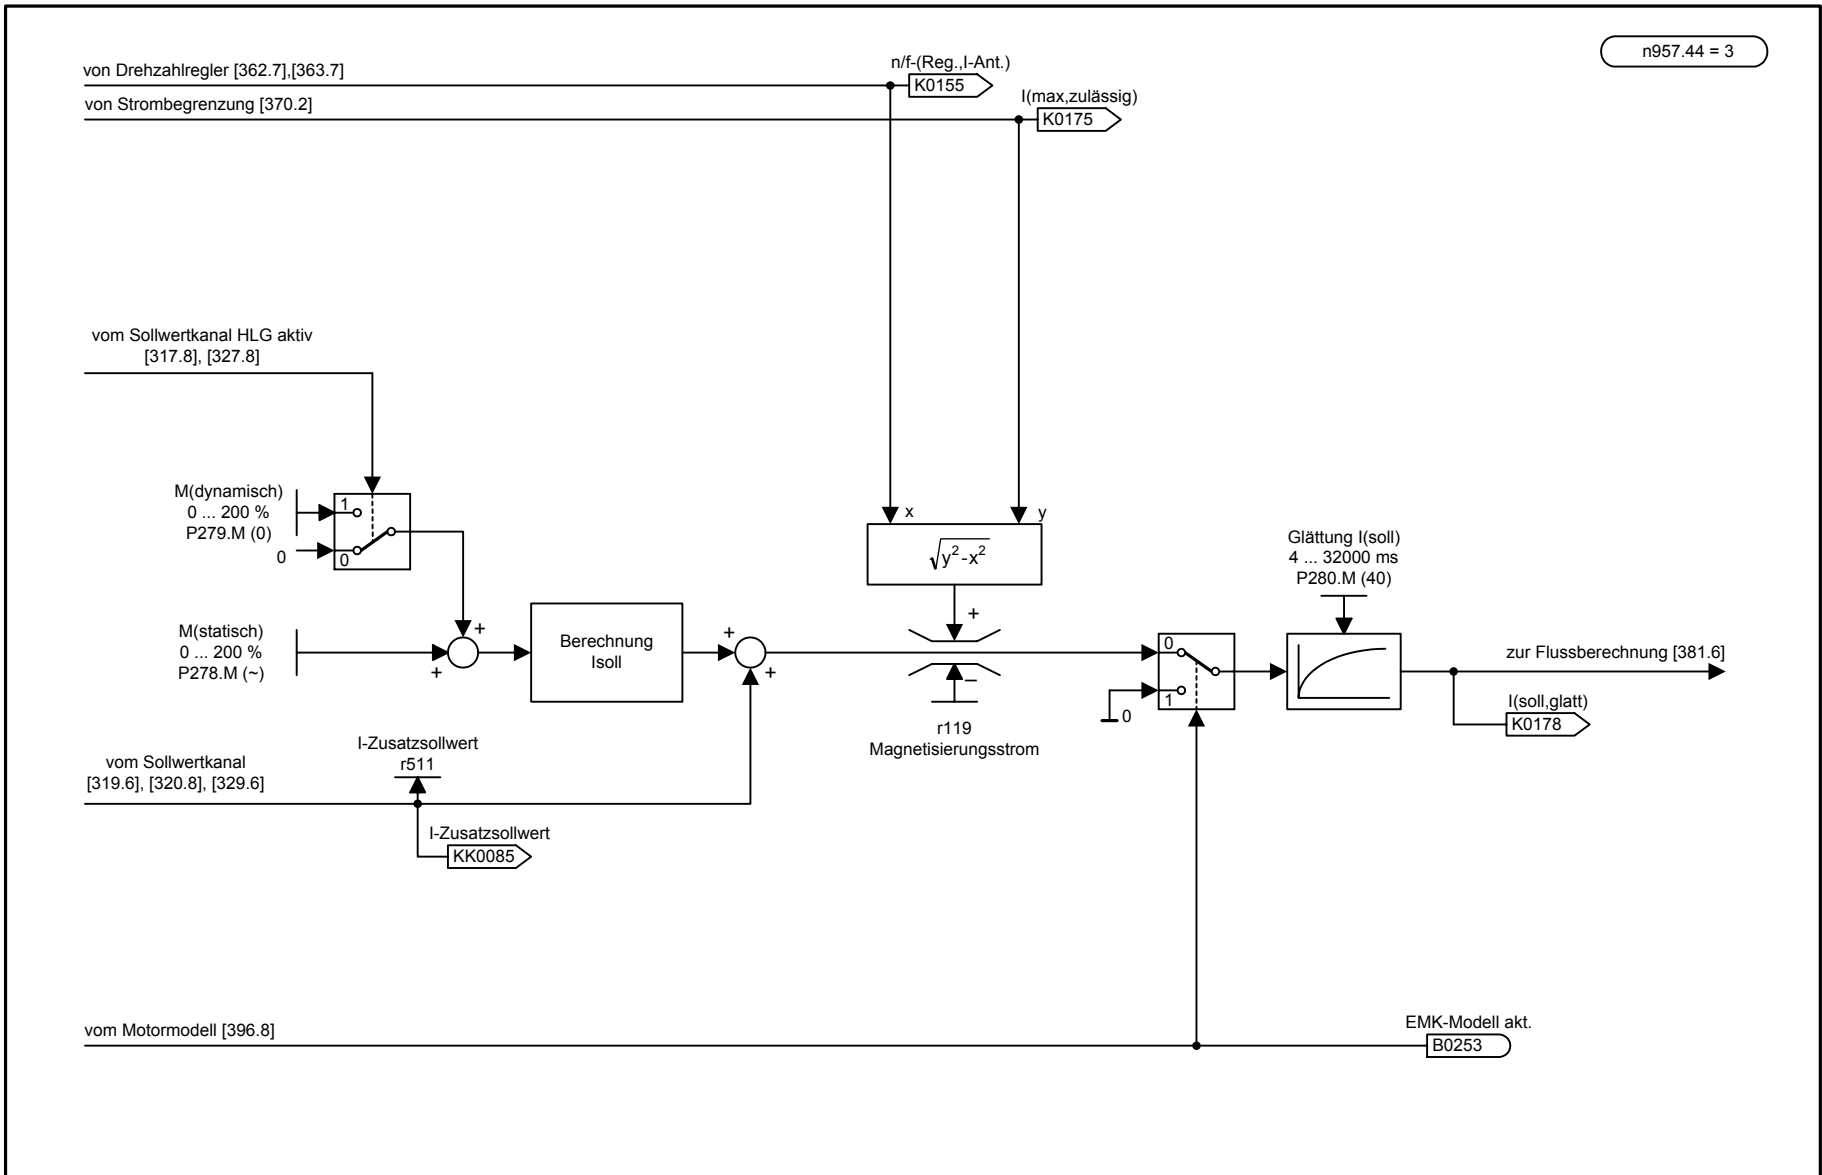 n957.44 = 3
von Drehzahlregler [362.7],[363.7]
n/f-(Reg.,I-Ant.)
K0155
von Strombegrenzung [370.2]
I(max,zulässig)
K0175
vom Sollwertkanal HLG aktiv
[317.8], [327.8]
M(dynamisch)
0 ... 200 %
P279.M (0)
1
0
0
x
y
√y²-x²
Glättung I(soll)
4 ... 32000 ms
P280.M (40)
M(statisch)
0 ... 200 %
P278.M (~)
+
+
Berechnung
Isoll
+
+
+
–
r119
Magnetisierungsstrom
0
1
0
zur Flussberechnung [381.6]
I(soll,glatt)
K0178
vom Sollwertkanal
[319.6], [320.8], [329.6]
I-Zusatzsollwert
r511
I-Zusatzsollwert
KK0085
vom Motormodell [396.8]
EMK-Modell akt.
B0253